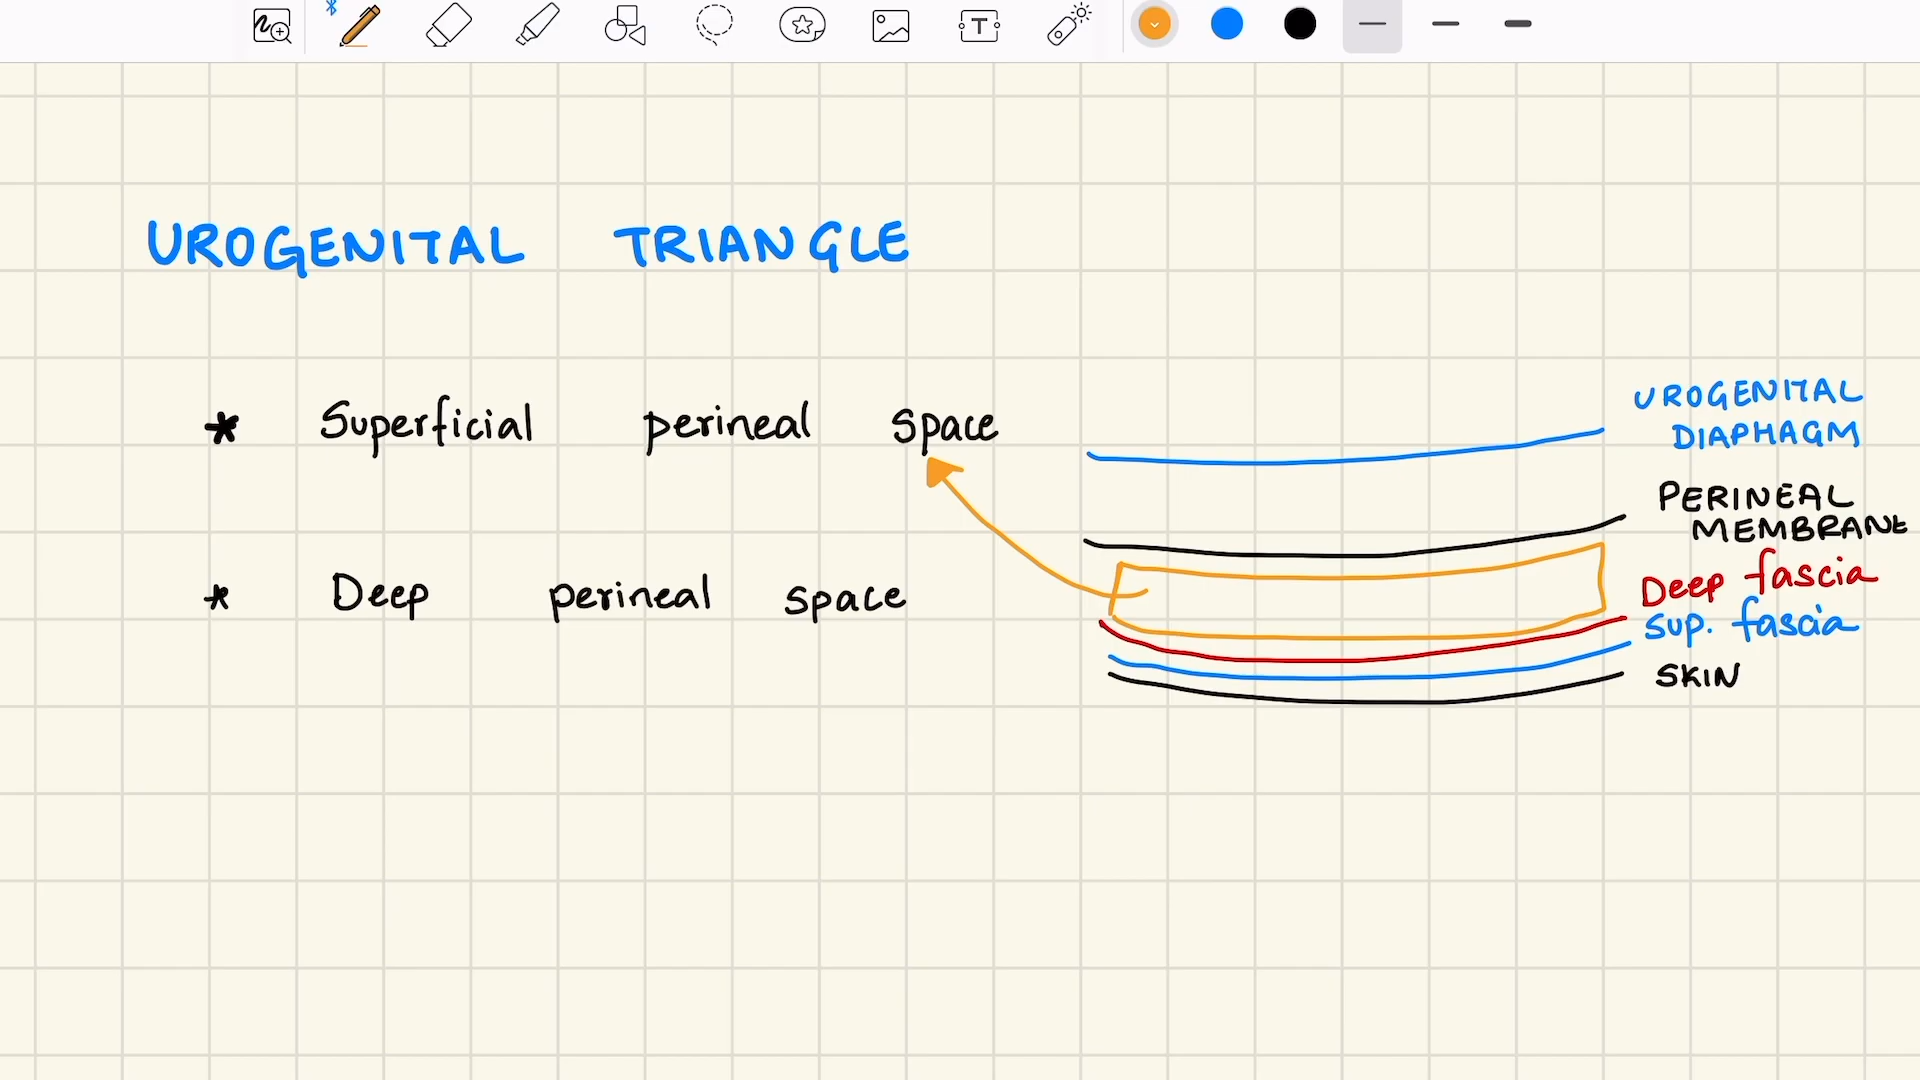 UROGENITAL TRIANGLE
* Superficial perineal space
* Deep perineal space
UROGENITAL
DIAPHAGM
PERINEAL
MEMBRANE
Deep fascia
Sup. fascia
SKIN